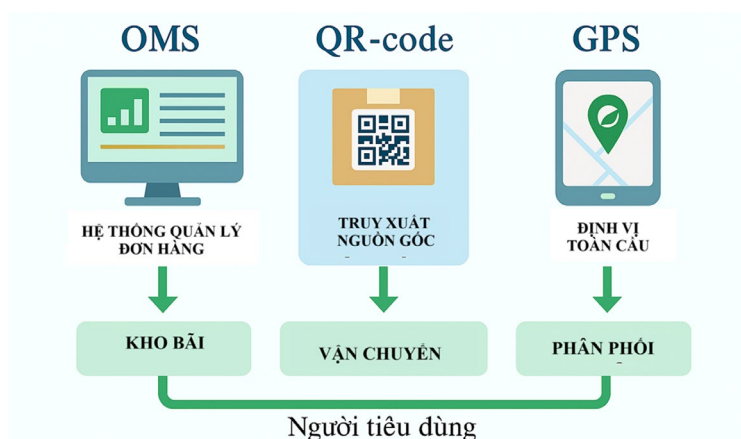 OMS
QR-code
GPS
HỆ THỐNG QUẢN LÝ
ĐƠN HÀNG
TRUY XUẤT
NGUỒN GỐC
ĐỊNH VỊ
TOÀN CẦU
KHO BÃI
VẬN CHUYỂN
PHÂN PHỐI
Người tiêu dùng